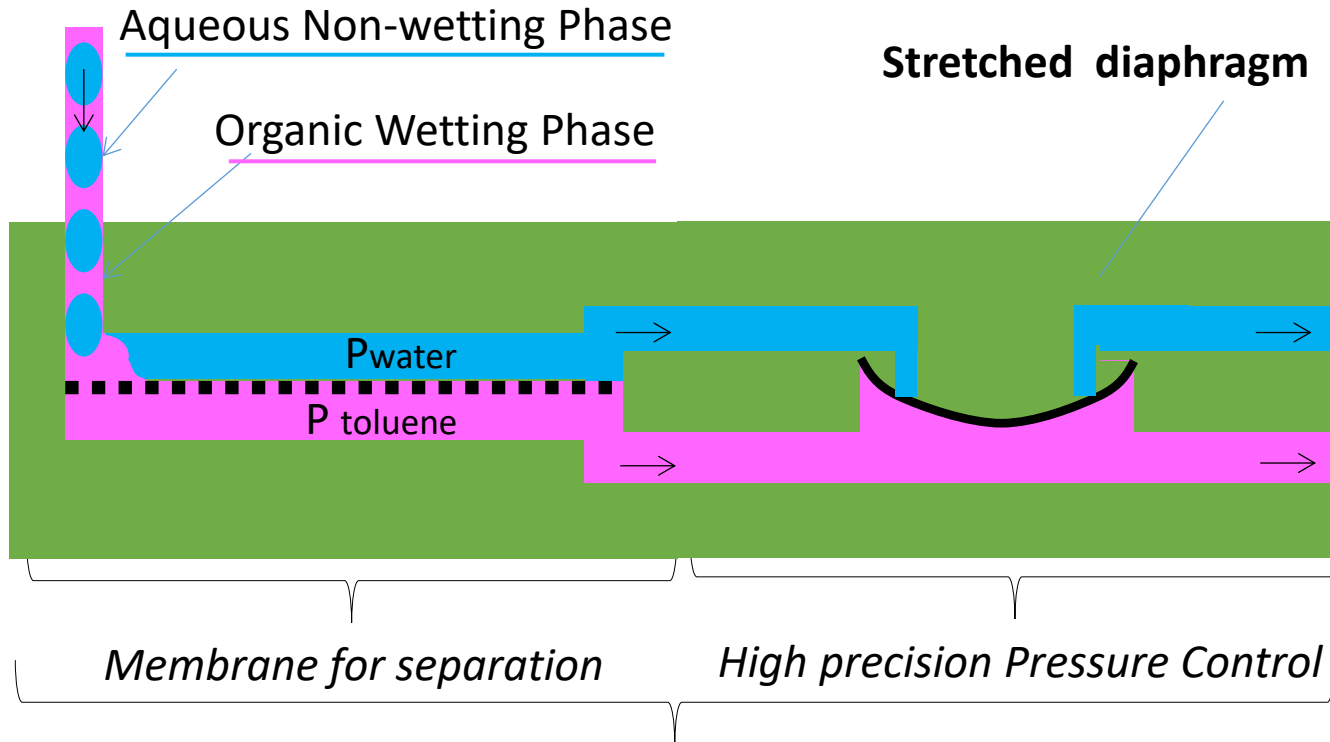 Aqueous Non-wetting Phase
Stretched diaphragm
Organic Wetting Phase
Pwater
P toluene
Membrane for separation
High precision Pressure Control